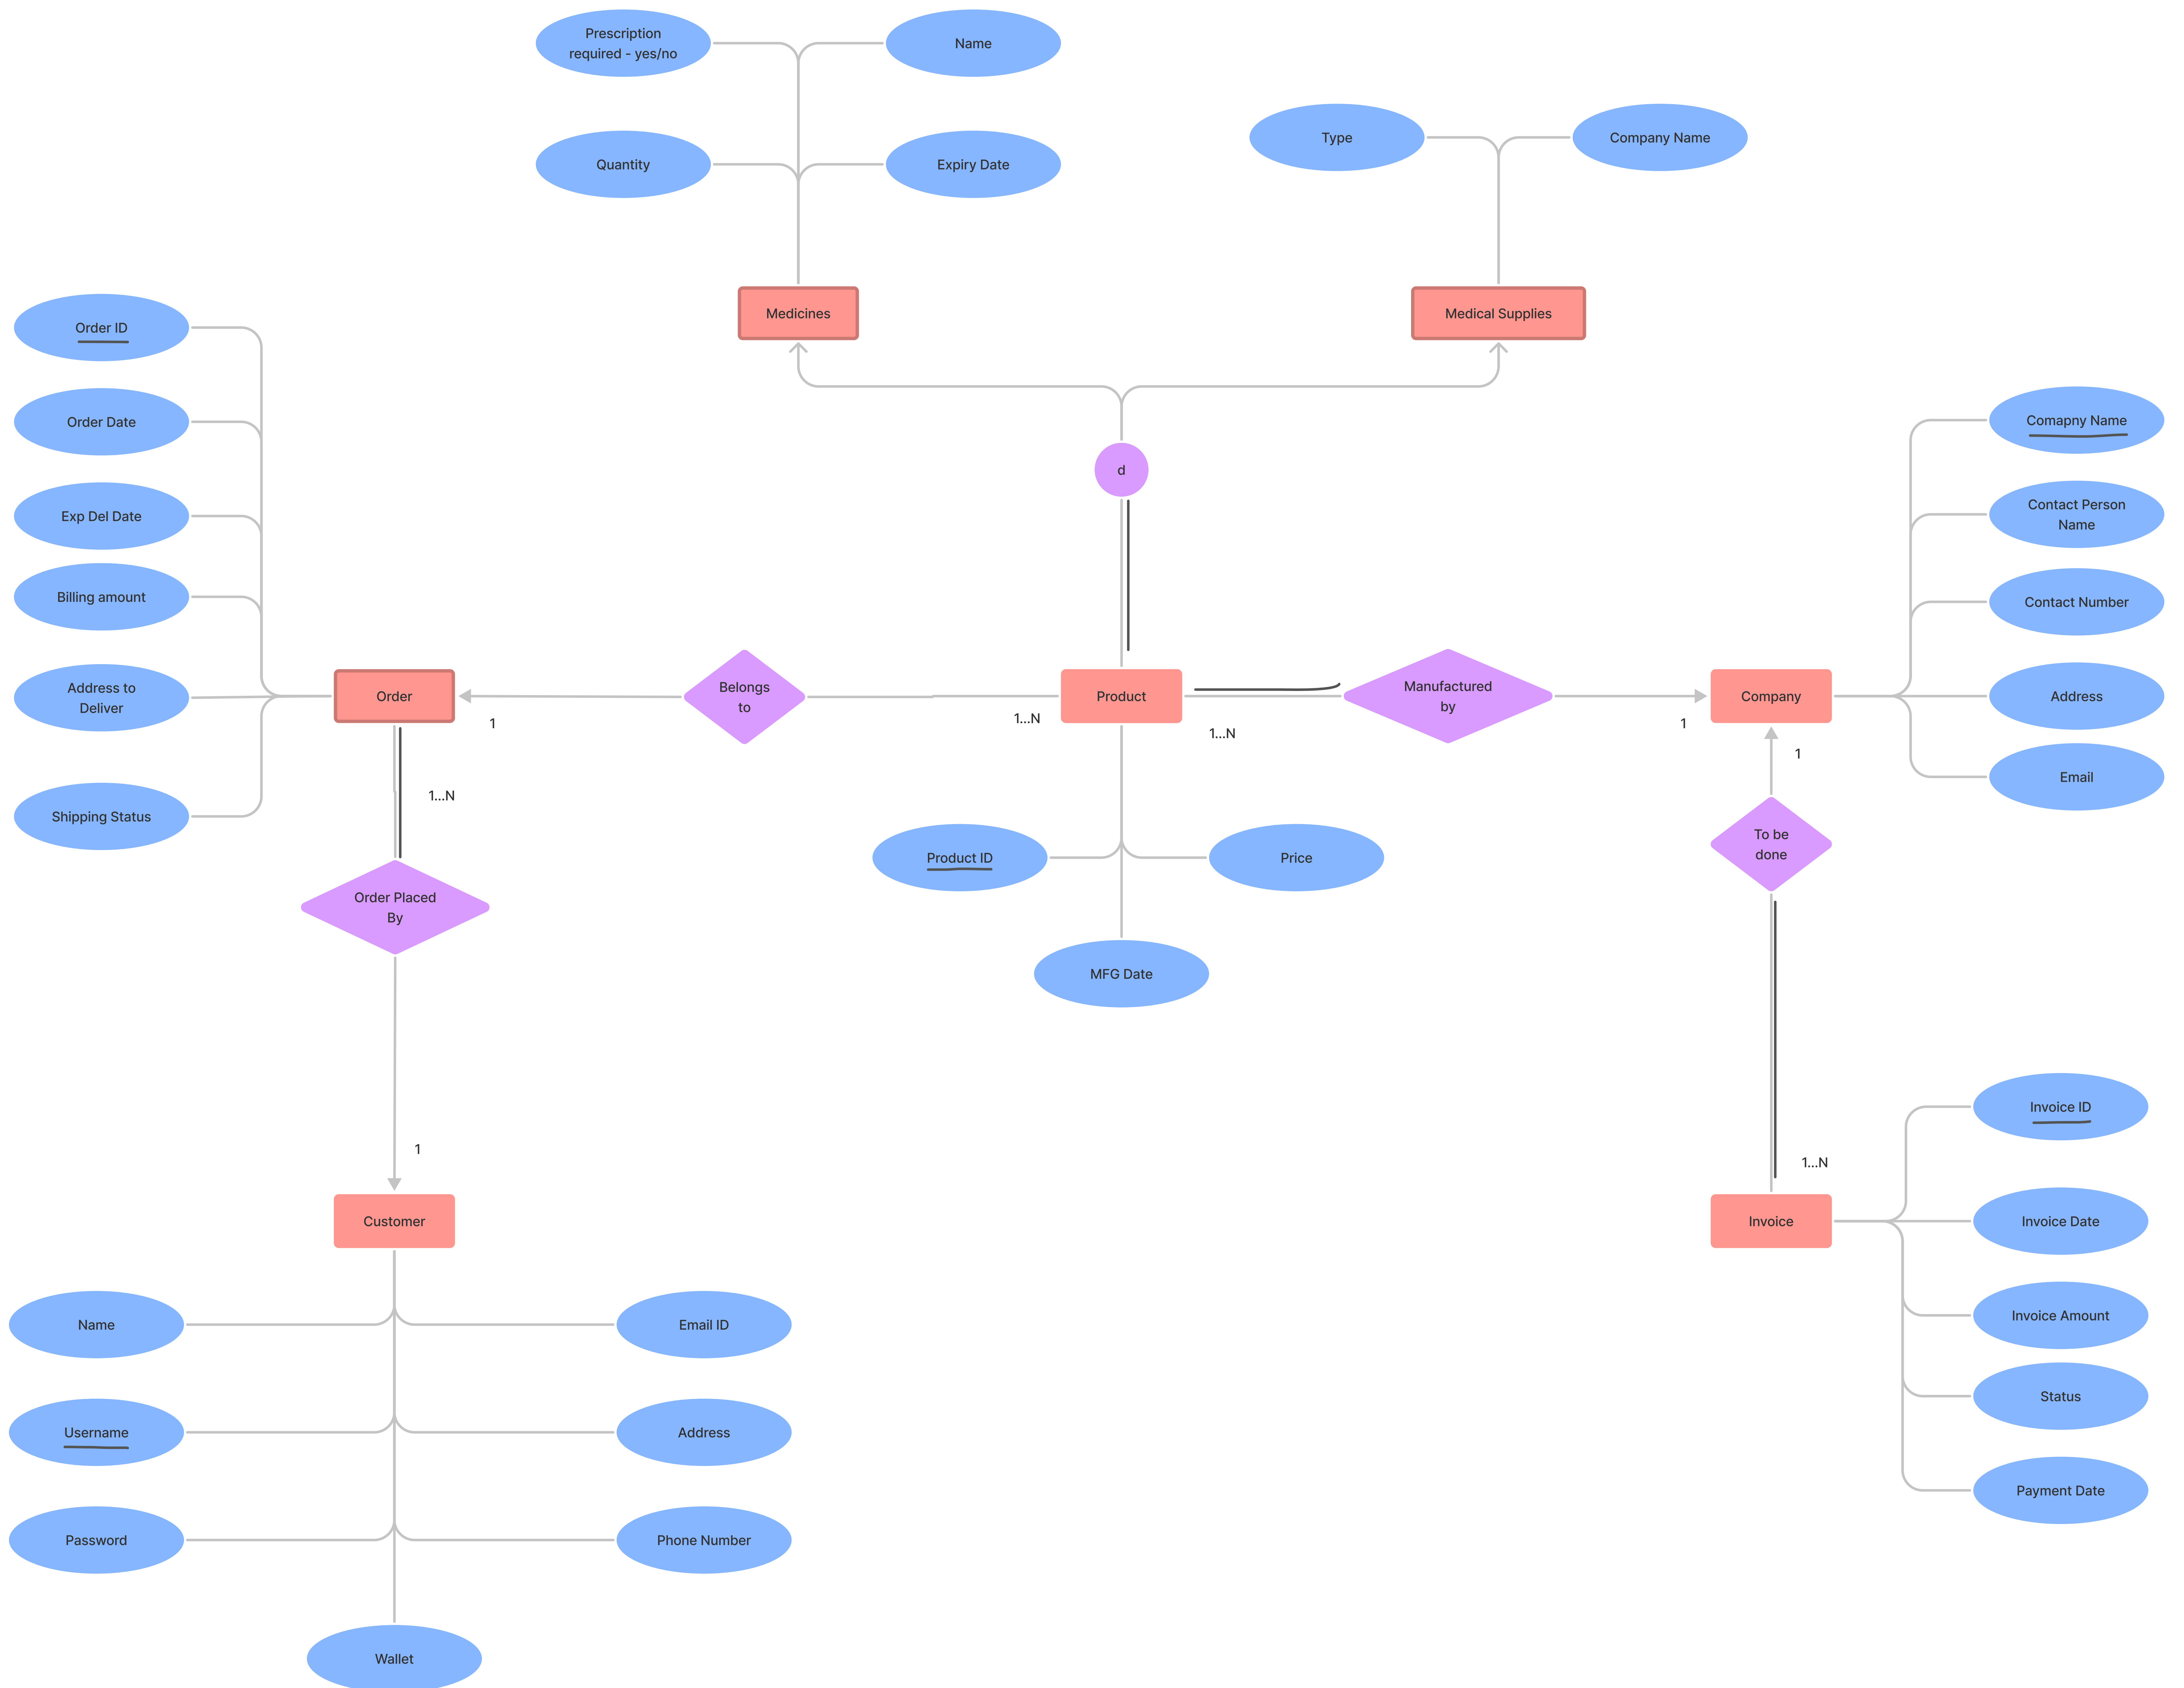 Prescription
required - yes/no
Name
Quantity
Expiry Date
Type
Company Name
Medicines
Medical Supplies
Order ID
Order Date
Exp Del Date
Billing amount
Address to
Deliver
Shipping Status
d
Comapny Name
Contact Person
Name
Contact Number
Address
Email
Order
1
Belongs
to
1...N
Product
1...N
Manufactured
by
1
Company
1
To be
done
1...N
Product ID
Price
MFG Date
Order Placed
By
1
Customer
1...N
Invoice
Invoice ID
Invoice Date
Invoice Amount
Status
Payment Date
Name
Email ID
Username
Address
Password
Phone Number
Wallet